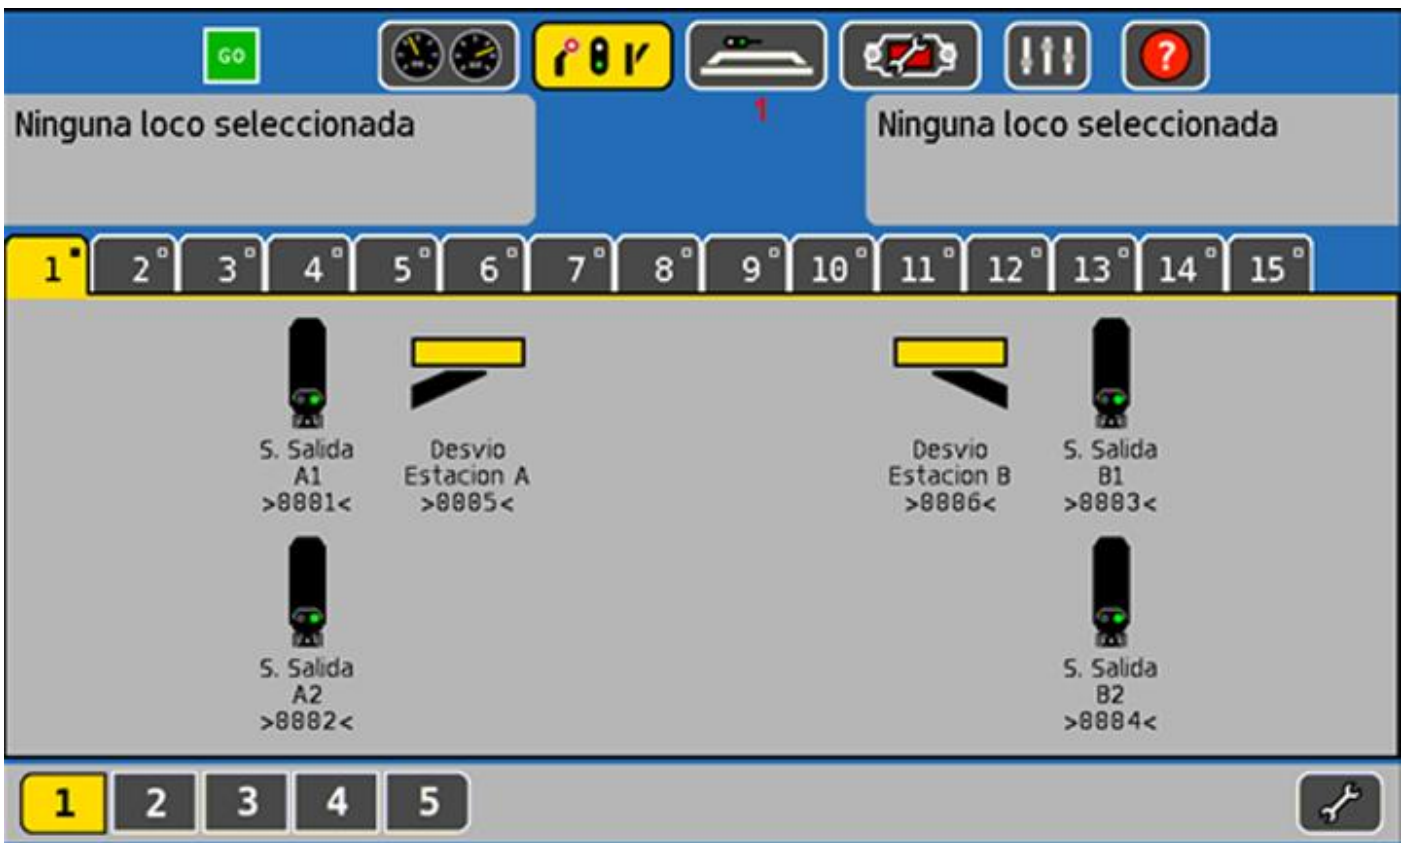 GO
?
1
Ninguna loco seleccionada
Ninguna loco seleccionada
1 2 3 4 5 6 7 8 9 10 11 12 13 14 15
S. Salida
A1
>0001<
Desvio
Estacion A
>0005<
Desvio
Estacion B
>0006<
S. Salida
B1
>0003<
S. Salida
A2
>0002<
S. Salida
B2
>0004<
1 2 3 4 5